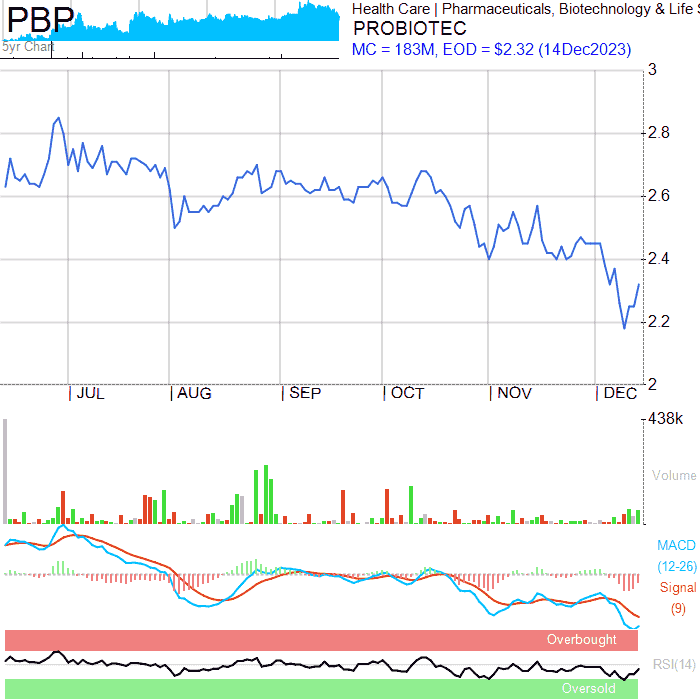 PBP
5yr Chart
Health Care | Pharmaceuticals, Biotechnology & Life S
PROBIOTEC
MC = 183M, EOD = $2.32 (14Dec2023)
3
2.8
2.6
2.4
2.2
2
JUL AUG SEP OCT NOV DEC
438k
Volume
MACD
(12-26)
Signal
(9)
Overbought
RSI(14)
Oversold